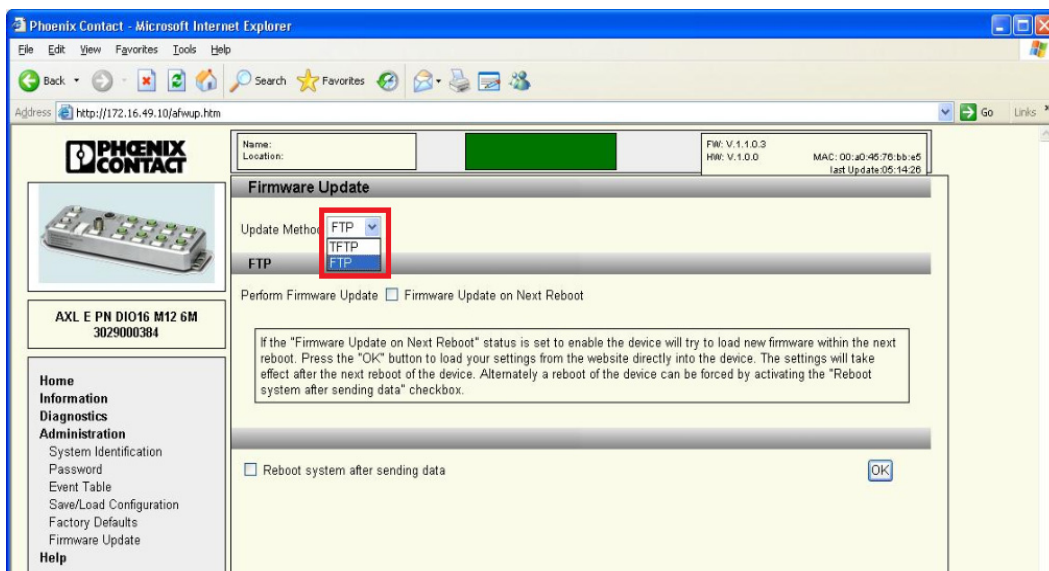 Phoenix Contact - Microsoft Internet Explorer
File Edit View Favorites Tools Help
Back Search Favorites
Address http://172.16.49.10/afwup.htm Go Links
PHŒNIX
CONTACT
Name:
Location:
FW: V.1.1.0.3
HW: V.1.0.0 MAC: 00:a0:45:76:bb:e5
last Update:05:14:26
Firmware Update
Update Metho FTP
TFTP
FTP
FTP
Perform Firmware Update Firmware Update on Next Reboot
AXL E PN DIO16 M12 6M
3029000384
If the "Firmware Update on Next Reboot" status is set to enable the device will try to load new firmware within the next
reboot. Press the "OK" button to load your settings from the website directly into the device. The settings will take
effect after the next reboot of the device. Alternately a reboot of the device can be forced by activating the "Reboot
system after sending data" checkbox.
Home
Information
Diagnostics
Administration
System Identification
Password
Event Table
Save/Load Configuration
Factory Defaults
Firmware Update
Help
Reboot system after sending data OK